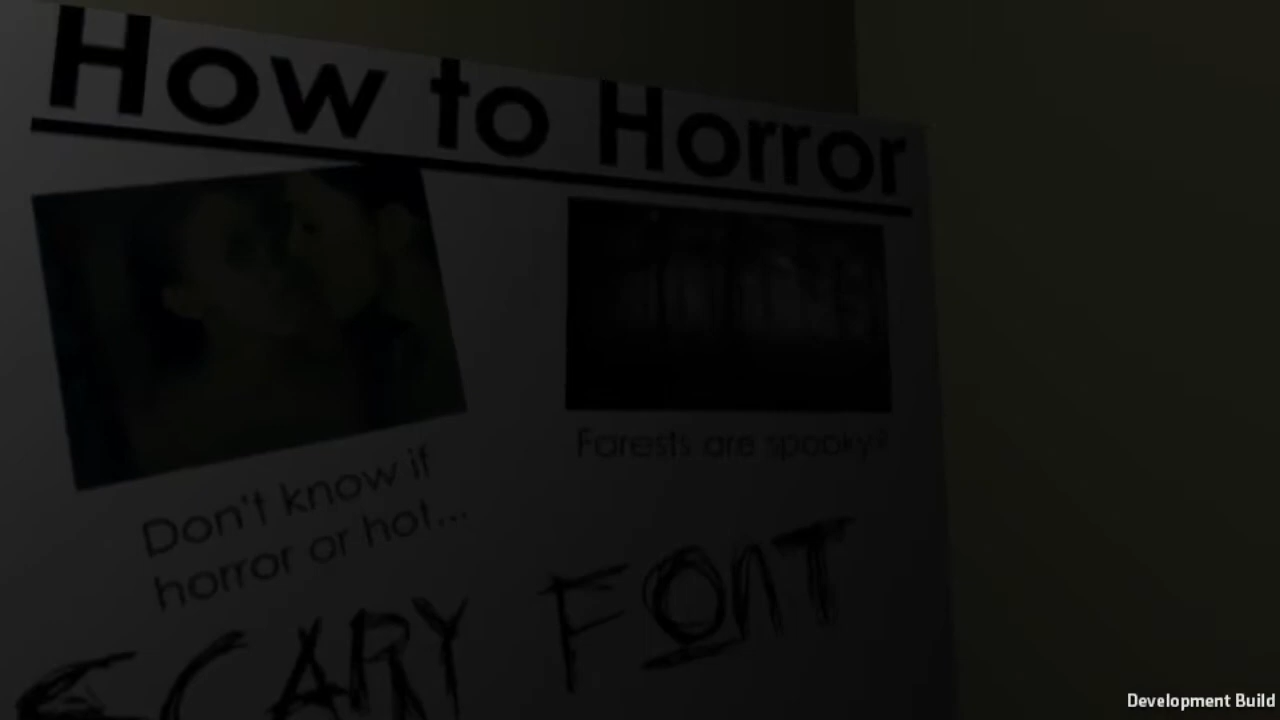 How to Horror
Don't know if
horror or hot...
Forests are spooky?
SCARY FONT
Development Build